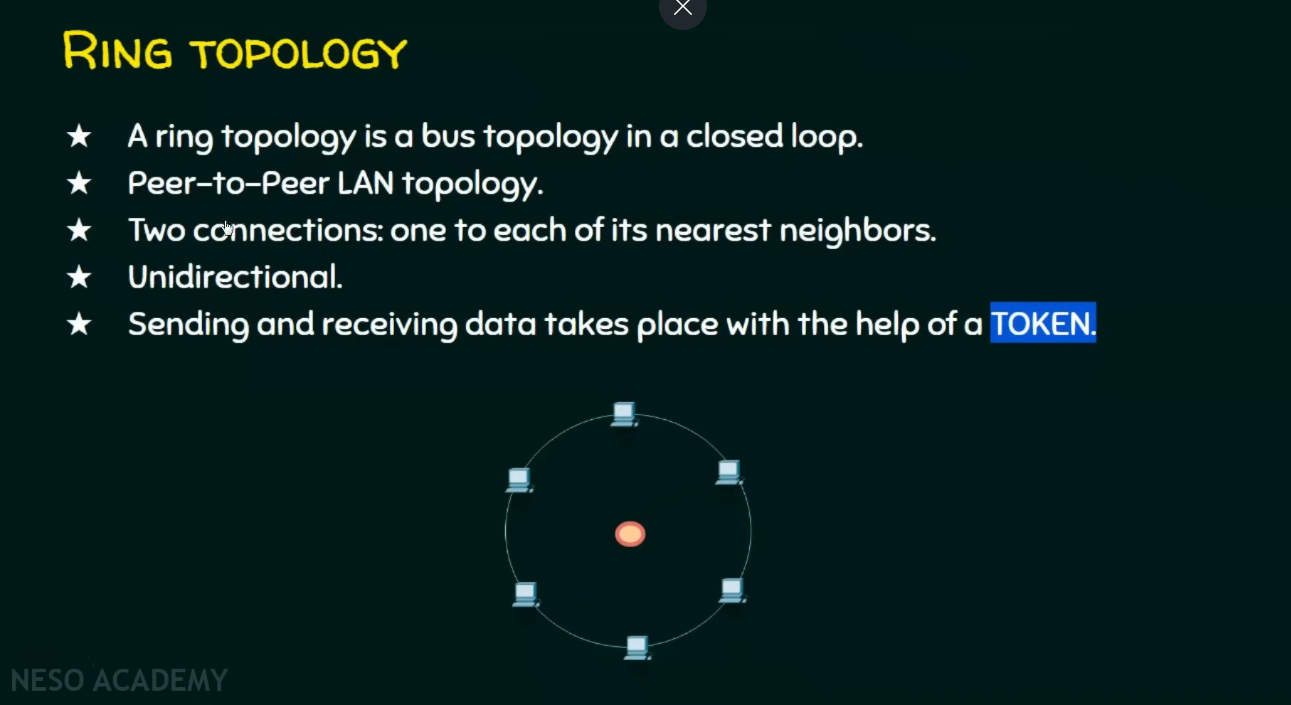 RING TOPOLOGY
★ A ring topology is a bus topology in a closed loop.
★ Peer-to-Peer LAN topology.
★ Two connections: one to each of its nearest neighbors.
★ Unidirectional.
★ Sending and receiving data takes place with the help of a TOKEN.
NESO ACADEMY